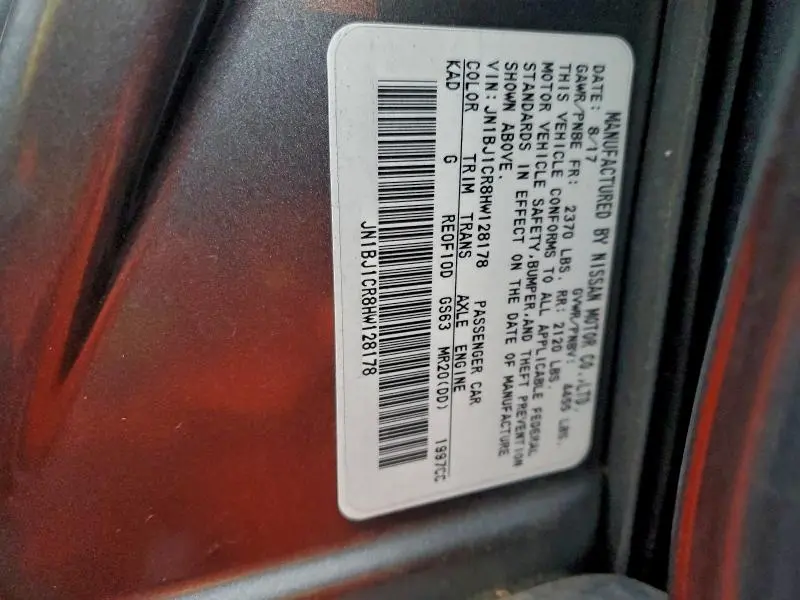 MANUFACTURED BY NISSAN MOTOR CO.,LTD.
DATE: 8/17 GVWR/PNBV: 4455 LBS.
GAWR/PNBE FR: 2370 LBS. RR: 2120 LBS.
THIS VEHICLE CONFORMS TO ALL APPLICABLE FEDERAL
MOTOR VEHICLE SAFETY,BUMPER,AND THEFT PREVENTION
STANDARDS IN EFFECT ON THE DATE OF MANUFACTURE
SHOWN ABOVE.
VIN:JN1BJ1CR8HW128178 PASSENGER CAR
COLOR TRIM TRANS AXLE ENGINE
KAD G RE0F10D GS63 MR20(DD) 1997CC
JN1BJ1CR8HW128178